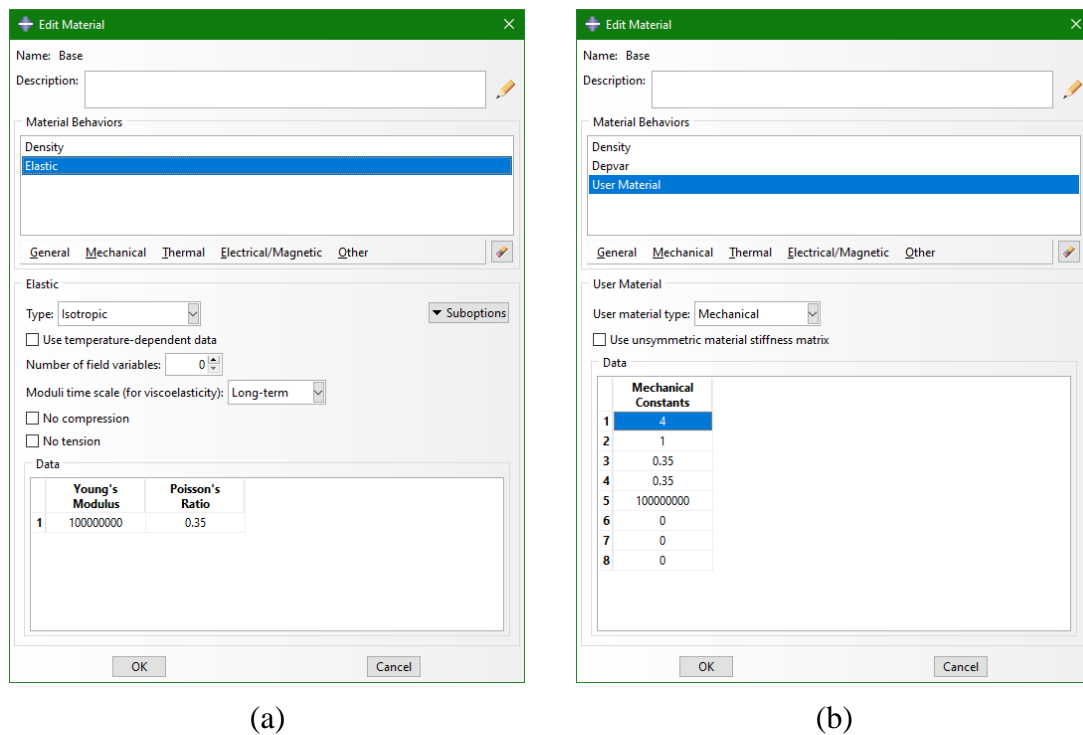 Edit Material
Name: Base
Description:
Material Behaviors
Density
Elastic
General Mechanical Thermal Electrical/Magnetic Other
Elastic
Type: Isotropic
Suboptions
Use temperature-dependent data
Number of field variables: 0
Moduli time scale (for viscoelasticity): Long-term
No compression
No tension
Data
Young's Poisson's
Modulus Ratio
1 100000000 0.35
OK Cancel
(a)
Edit Material
Name: Base
Description:
Material Behaviors
Density
Depvar
User Material
General Mechanical Thermal Electrical/Magnetic Other
User Material
User material type: Mechanical
Use unsymmetric material stiffness matrix
Data
Mechanical
Constants
1 4
2 1
3 0.35
4 0.35
5 100000000
6 0
7 0
8 0
OK Cancel
(b)